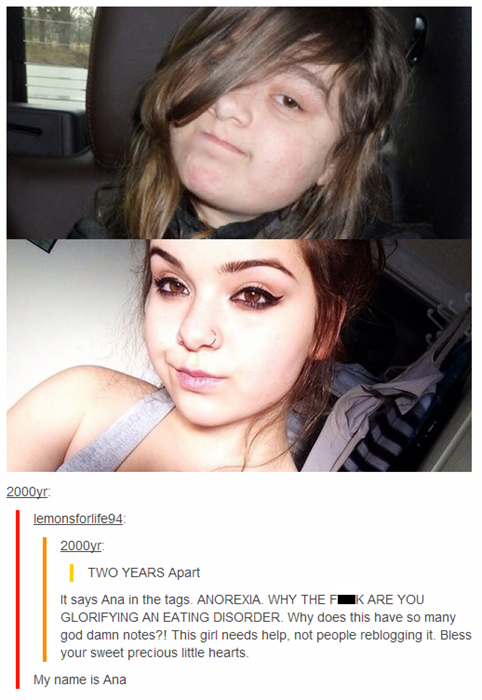 2000yr:
lemonsforlife94:
2000yr:
TWO YEARS Apart
It says Ana in the tags. ANOREXIA. WHY THE F K ARE YOU
GLORIFYING AN EATING DISORDER. Why does this have so many
god damn notes?! This girl needs help, not people reblogging it. Bless
your sweet precious little hearts.
My name is Ana